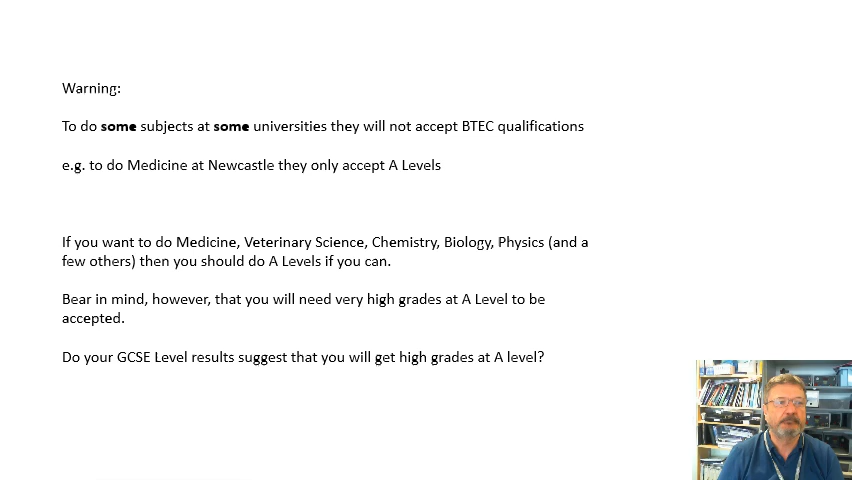 Warning:
To do some subjects at some universities they will not accept BTEC qualifications
e.g. to do Medicine at Newcastle they only accept A Levels
If you want to do Medicine, Veterinary Science, Chemistry, Biology, Physics (and a
few others) then you should do A Levels if you can.
Bear in mind, however, that you will need very high grades at A Level to be
accepted.
Do your GCSE Level results suggest that you will get high grades at A level?